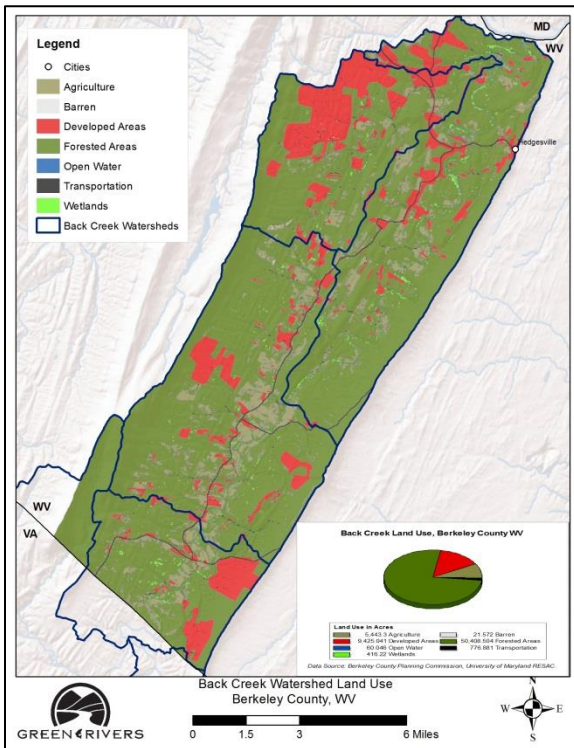 MD
WV
Legend
Cities
Agriculture
Barren
Developed Areas
Forested Areas
Open Water
Transportation
Wetlands
Back Creek Watersheds
Hedgesville
WV
VA
Back Creek Land Use, Berkeley County WV
Land Use in Acres
5,443.3 Agriculture
21.572 Barren
9,425.041 Developed Areas
50,408.504 Forested Areas
60.046 Open Water
776.881 Transportation
416.22 Wetlands
Data Source: Berkeley County Planning Commission, University of Maryland RESAC
Back Creek Watershed Land Use
Berkeley County, WV
GREEN RIVERS
0 1.5 3 6 Miles
N
W E
S